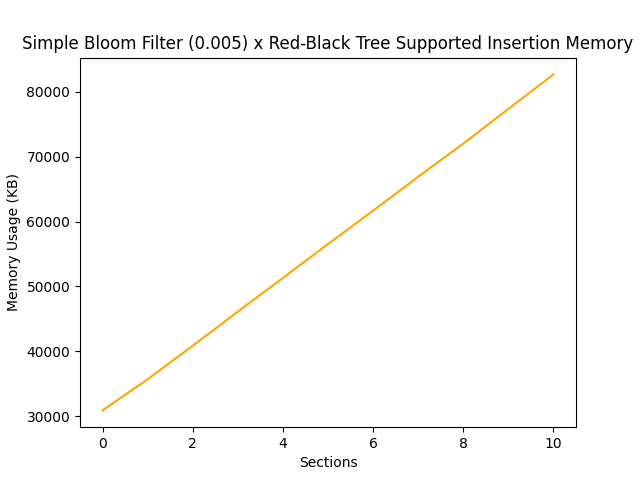 Simple Bloom Filter (0.005) x Red-Black Tree Supported Insertion Memory
80000
70000
60000
50000
40000
30000
Memory Usage (KB)
0 2 4 6 8 10
Sections